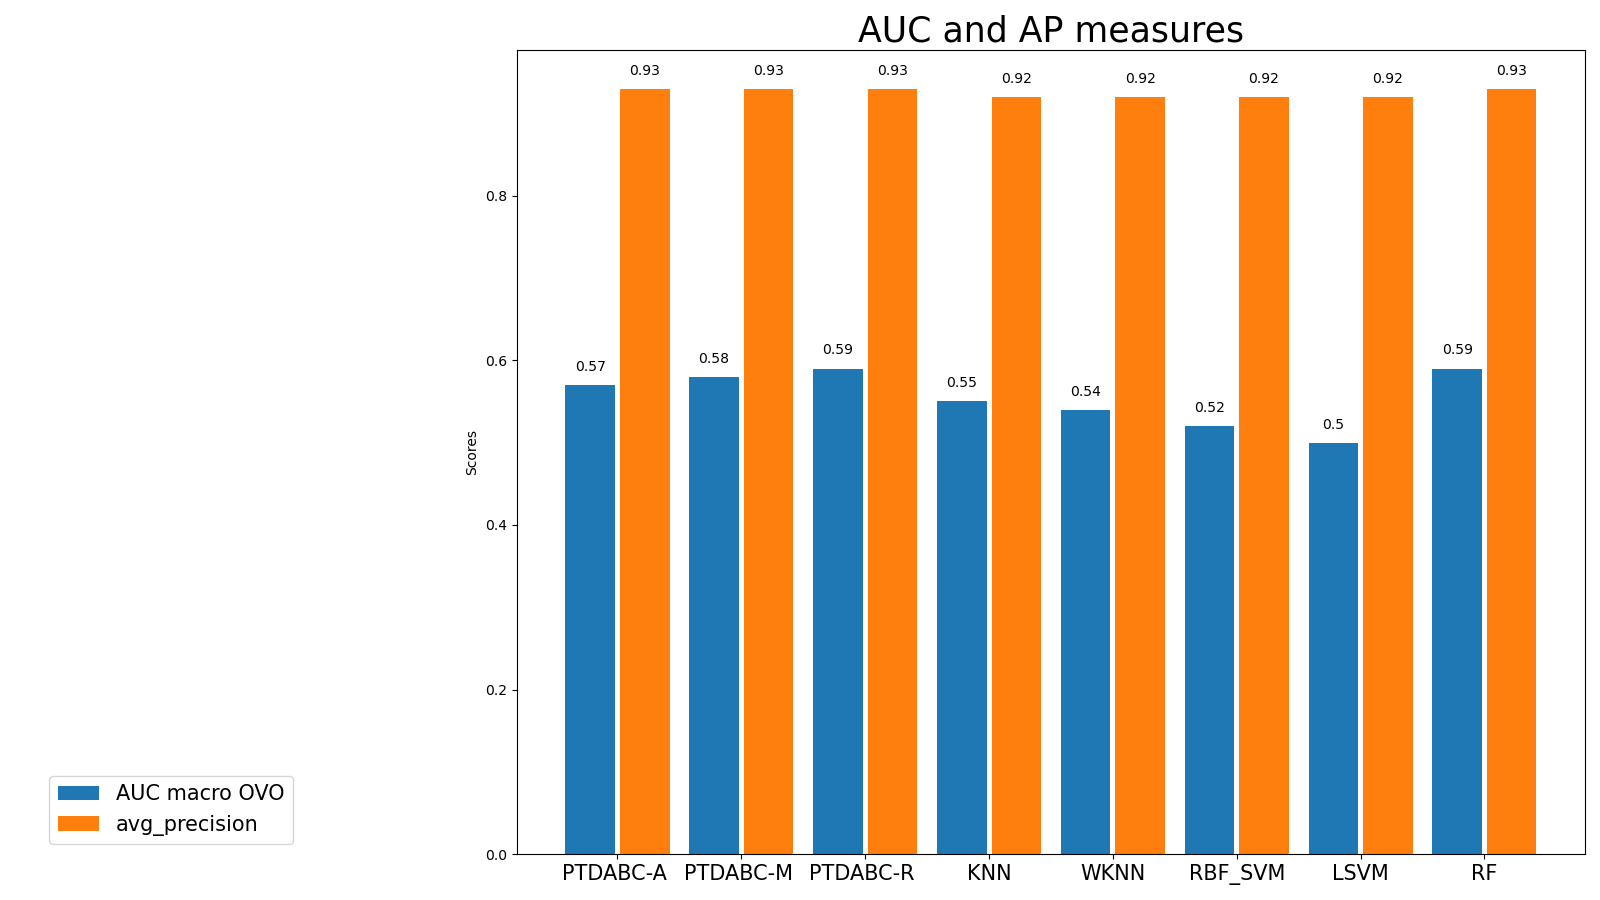 AUC and AP measures
0.93 0.93 0.93 0.92 0.92 0.92 0.92 0.93
0.57 0.58 0.59 0.55 0.54 0.52 0.5 0.59
Scores
0.8
0.6
0.4
0.2
0.0
PTDABC-A PTDABC-M PTDABC-R KNN WKNN RBF_SVM LSVM RF
AUC macro OVO
avg_precision